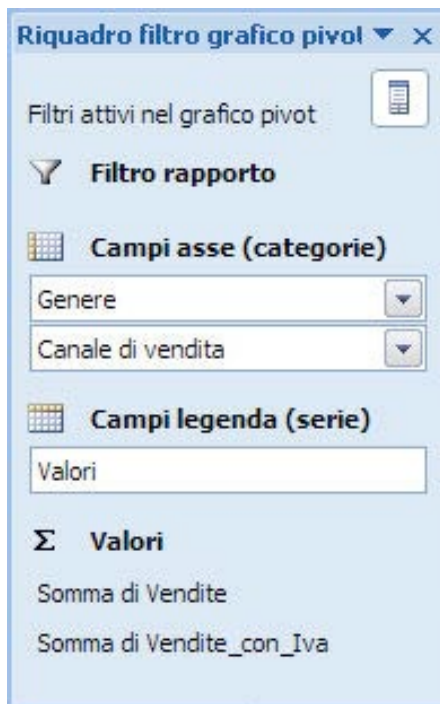 Riquadro filtro grafico pivot
Filtri attivi nel grafico pivot
Filtro rapporto
Campi asse (categorie)
Genere
Canale di vendita
Campi legenda (serie)
Valori
Σ Valori
Somma di Vendite
Somma di Vendite_con_Iva